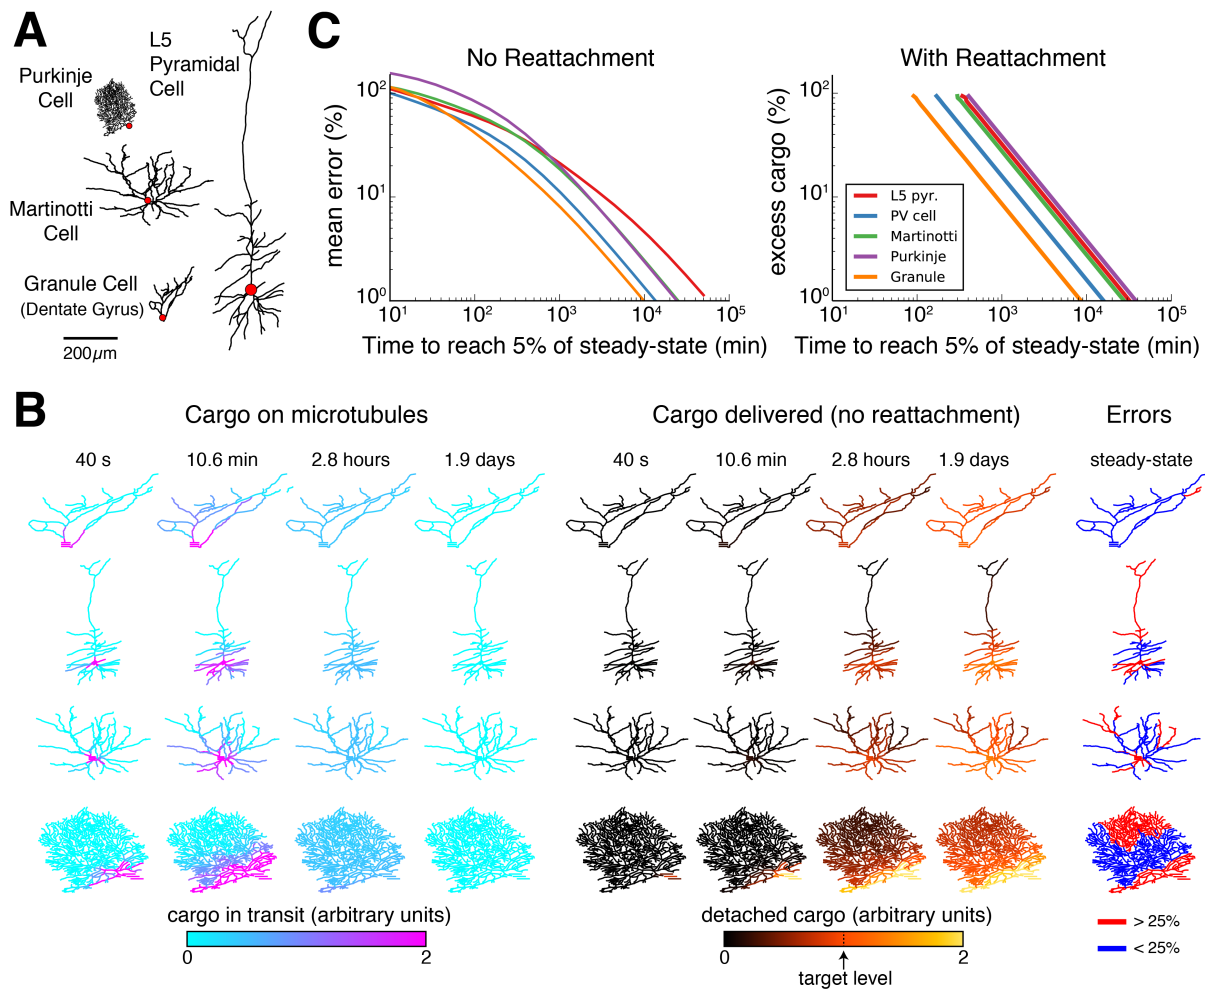 A
L5
Pyramidal
Cell
Purkinje
Cell
Martinotti
Cell
Granule Cell
(Dentate Gyrus)
200µm
C
No Reattachment
mean error (%)
10²
10¹
10⁰
10¹ 10² 10³ 10⁴ 10⁵
Time to reach 5% of steady-state (min)
With Reattachment
excess cargo (%)
10²
10¹
10⁰
L5 pyr.
PV cell
Martinotti
Purkinje
Granule
10¹ 10² 10³ 10⁴ 10⁵
Time to reach 5% of steady-state (min)
B
Cargo on microtubules
40 s 10.6 min 2.8 hours 1.9 days
cargo in transit (arbitrary units)
0 2
Cargo delivered (no reattachment)
40 s 10.6 min 2.8 hours 1.9 days
detached cargo (arbitrary units)
0 2
target level
Errors
steady-state
> 25%
< 25%